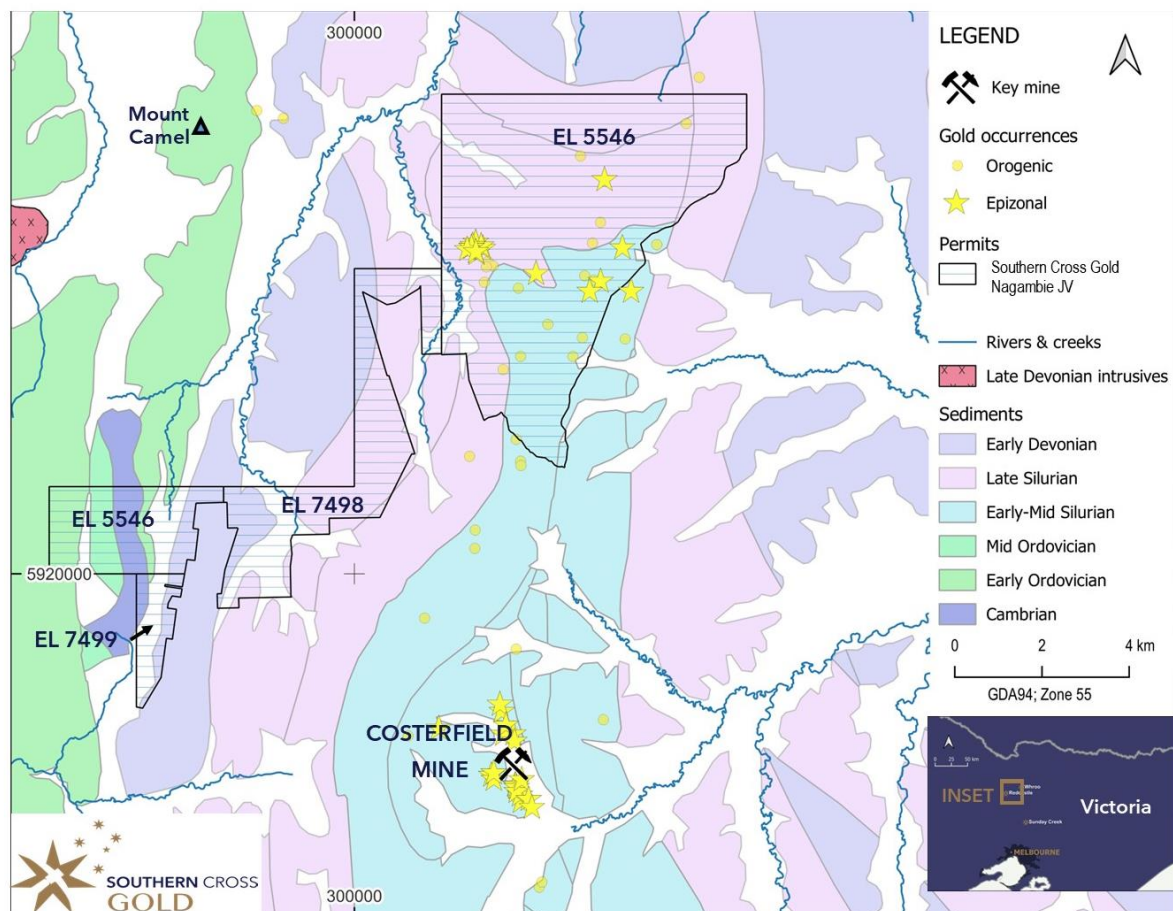 300000
LEGEND
Key mine
Gold occurrences
Orogenic
Epizonal
Permits
Southern Cross Gold
Nagambie JV
Rivers & creeks
Late Devonian intrusives
Sediments
Early Devonian
Late Silurian
Early-Mid Silurian
Mid Ordovician
Early Ordovician
Cambrian
0 2 4 km
GDA94; Zone 55
Mount
Camel
EL 5546
EL 7498
EL 5546
5920000
EL 7499
COSTERFIELD
MINE
300000
SOUTHERN CROSS
GOLD
INSET
Victoria
Sunday Creek
MELBOURNE